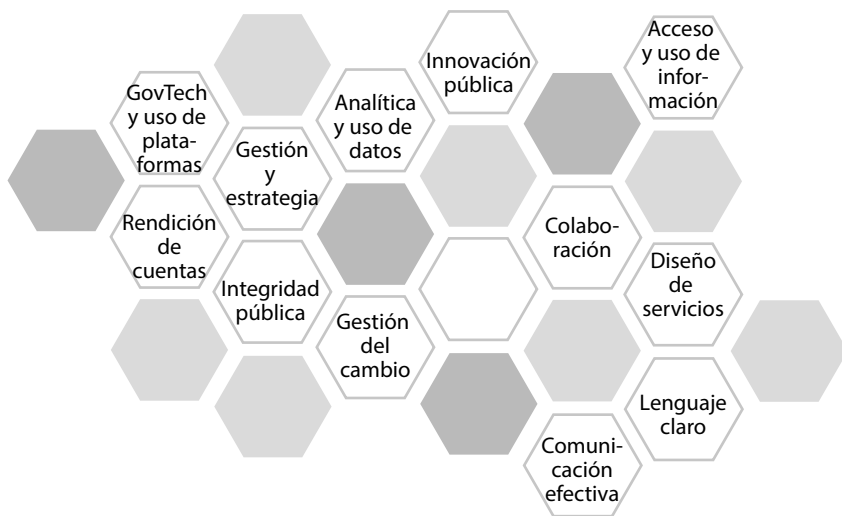 GovTech
y uso de
plata-
formas
Gestión
y
estrategia
Analítica
y uso de
datos
Innovación
pública
Acceso
y uso de
infor-
mación
Rendición
de
cuentas
Integridad
pública
Gestión
del
cambio
Colabo-
ración
Diseño
de
servicios
Lenguaje
claro
Comuni-
cación
efectiva